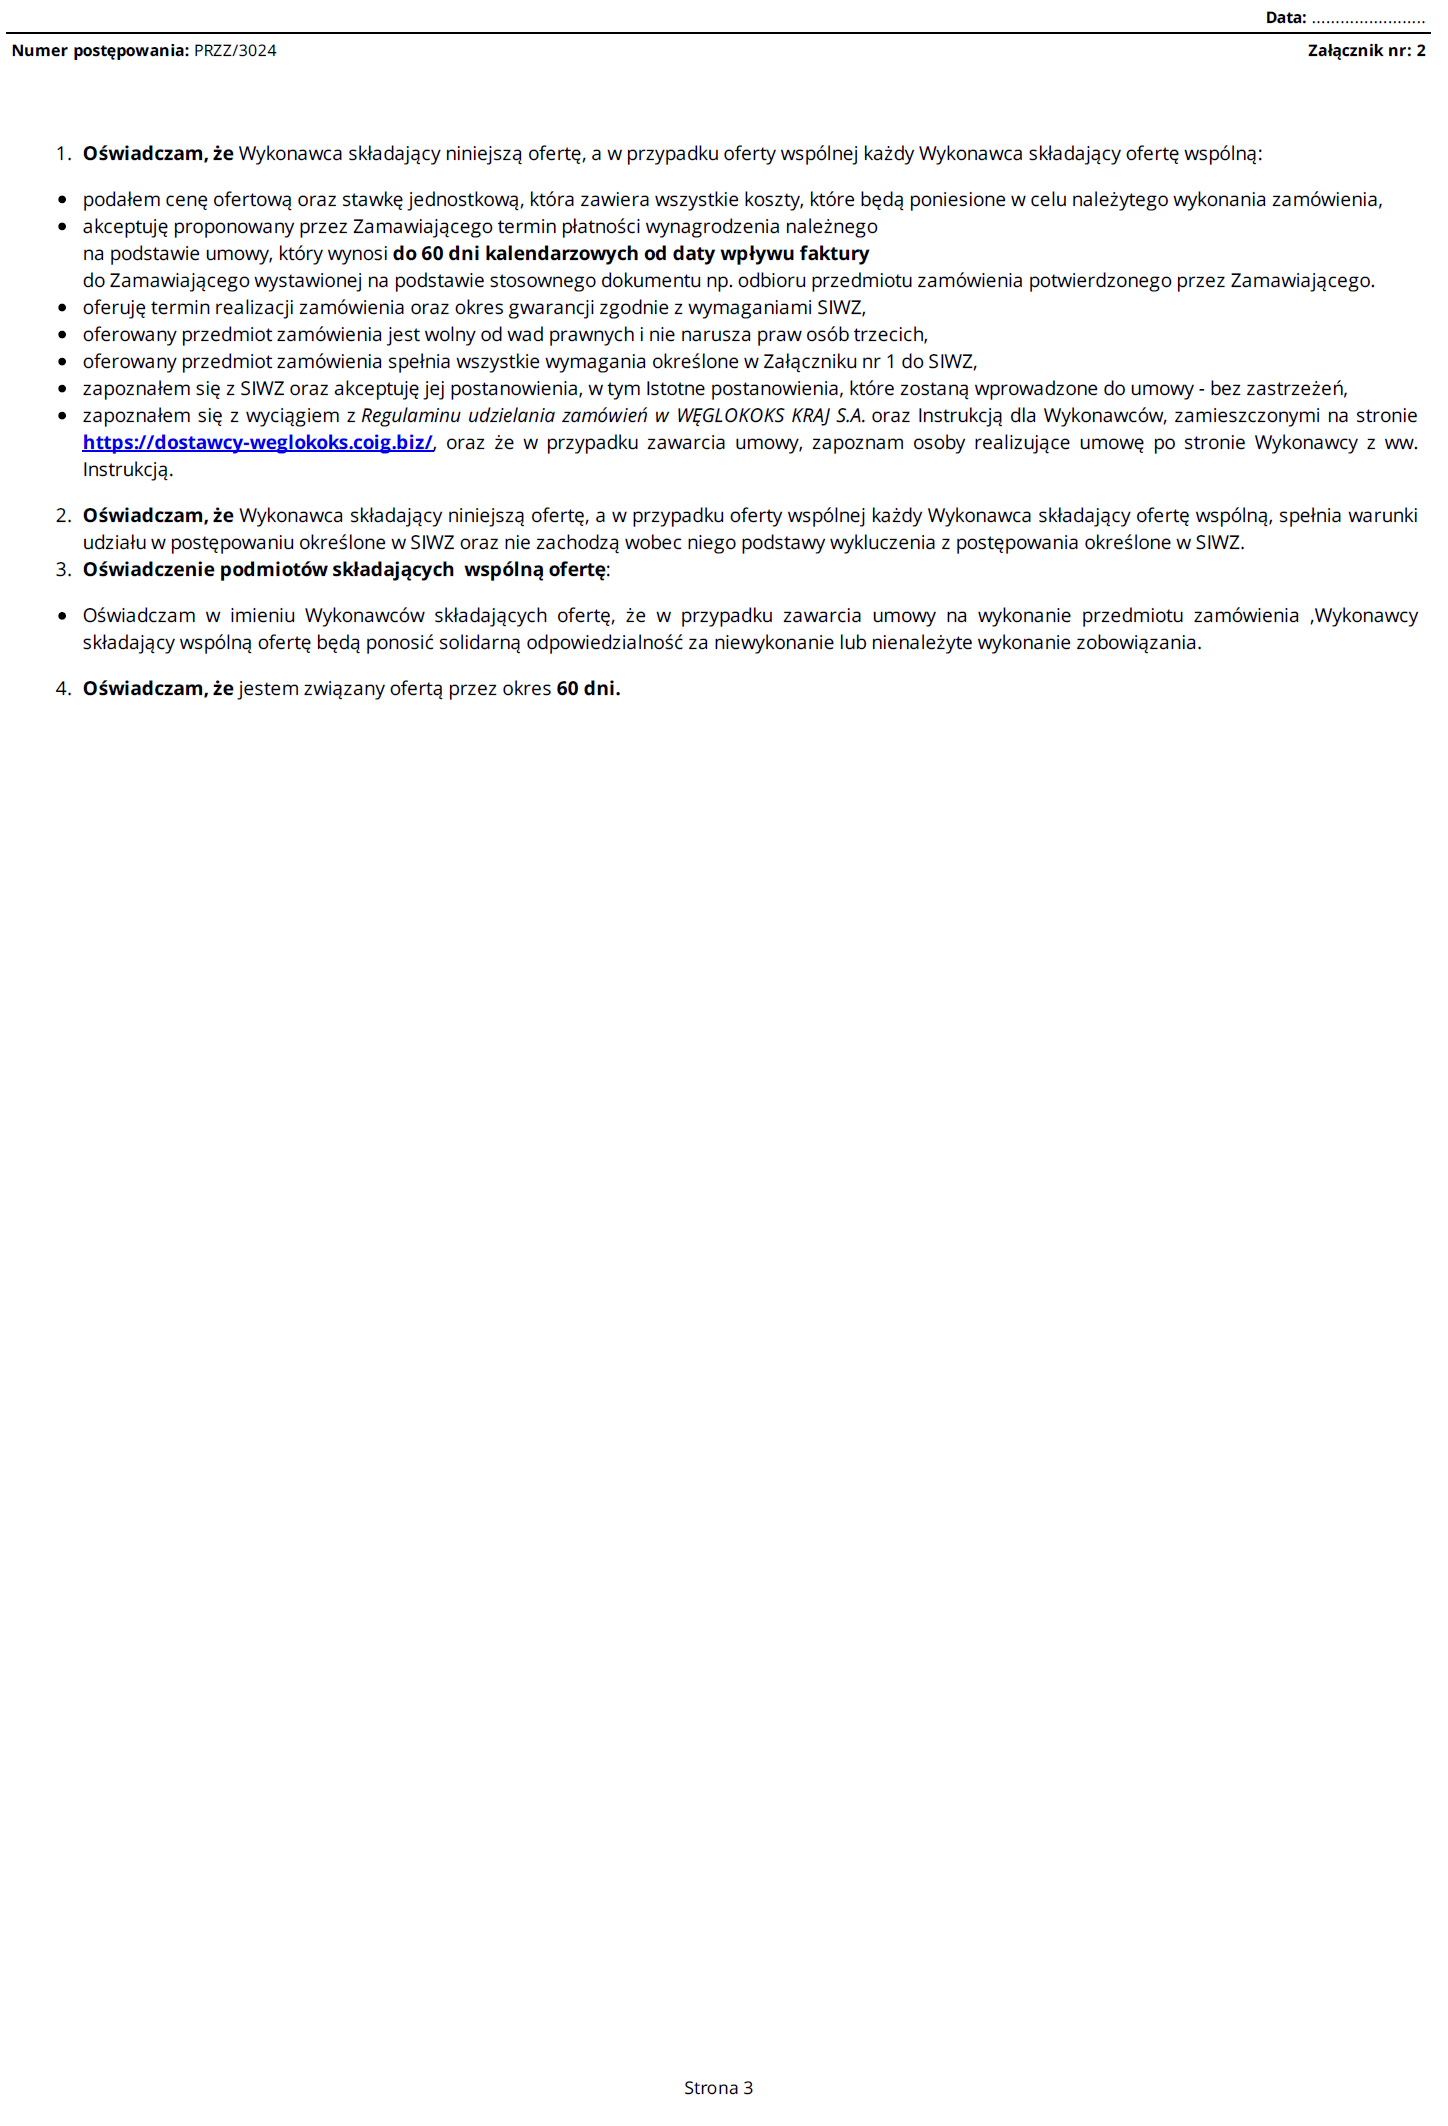 Data: ........................
Numer postępowania: PRZZ/3024 Załącznik nr: 2
1. Oświadczam, że Wykonawca składający niniejszą ofertę, a w przypadku oferty wspólnej każdy Wykonawca składający ofertę wspólną:
• podałem cenę ofertową oraz stawkę jednostkową, która zawiera wszystkie koszty, które będą poniesione w celu należytego wykonania zamówienia,
• akceptuję proponowany przez Zamawiającego termin płatności wynagrodzenia należnego
na podstawie umowy, który wynosi do 60 dni kalendarzowych od daty wpływu faktury
do Zamawiającego wystawionej na podstawie stosownego dokumentu np. odbioru przedmiotu zamówienia potwierdzonego przez Zamawiającego.
• oferuję termin realizacji zamówienia oraz okres gwarancji zgodnie z wymaganiami SIWZ,
• oferowany przedmiot zamówienia jest wolny od wad prawnych i nie narusza praw osób trzecich,
• oferowany przedmiot zamówienia spełnia wszystkie wymagania określone w Załączniku nr 1 do SIWZ,
• zapoznałem się z SIWZ oraz akceptuję jej postanowienia, w tym Istotne postanowienia, które zostaną wprowadzone do umowy - bez zastrzeżeń,
• zapoznałem się z wyciągiem z Regulaminu udzielania zamówień w WĘGLOKOKS KRAJ S.A. oraz Instrukcją dla Wykonawców, zamieszczonymi na stronie
https://dostawcy-weglokoks.coig.biz/, oraz że w przypadku zawarcia umowy, zapoznam osoby realizujące umowę po stronie Wykonawcy z ww.
Instrukcją.
2. Oświadczam, że Wykonawca składający niniejszą ofertę, a w przypadku oferty wspólnej każdy Wykonawca składający ofertę wspólną, spełnia warunki
udziału w postępowaniu określone w SIWZ oraz nie zachodzą wobec niego podstawy wykluczenia z postępowania określone w SIWZ.
3. Oświadczenie podmiotów składających wspólną ofertę:
• Oświadczam w imieniu Wykonawców składających ofertę, że w przypadku zawarcia umowy na wykonanie przedmiotu zamówienia ,Wykonawcy
składający wspólną ofertę będą ponosić solidarną odpowiedzialność za niewykonanie lub nienależyte wykonanie zobowiązania.
4. Oświadczam, że jestem związany ofertą przez okres 60 dni.
Strona 3